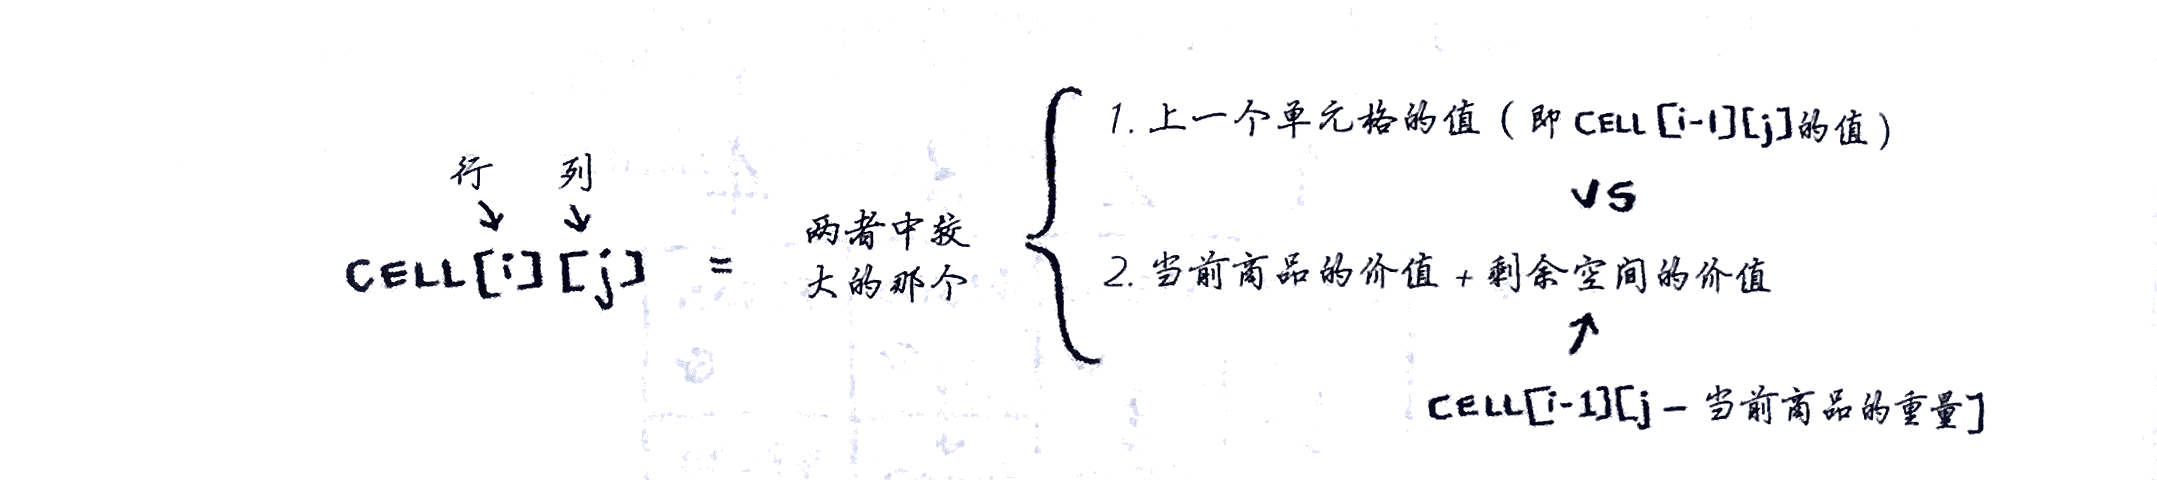 行 列
CELL[i][j] = 两者中较
大的那个
1. 上一个单元格的值（即 CELL[i-1][j]的值）
VS
2. 当前商品的价值 + 剩余空间的价值
CELL[i-1][j - 当前商品的重量]